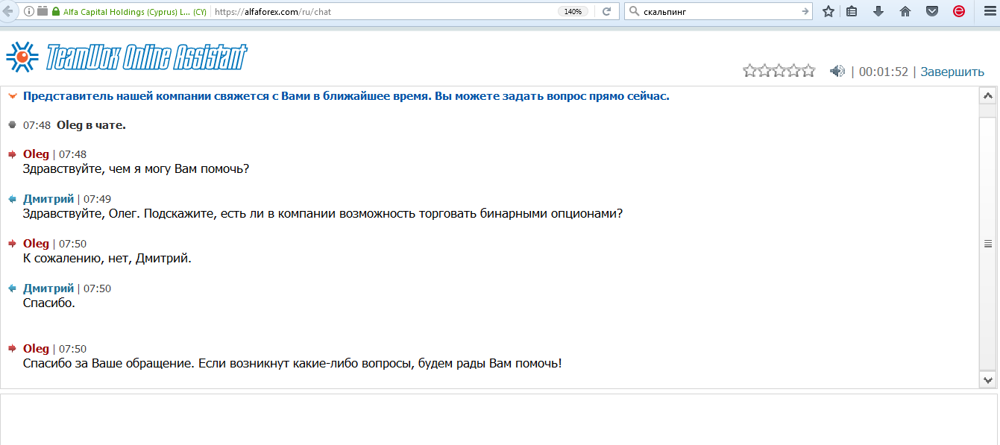 Alfa Capital Holdings (Cyprus) L... (CY) https://alfaforex.com/ru/chat 140% скальпинг
TeamWox Online Assistant
| 00:01:52 | Завершить
Представитель нашей компании свяжется с Вами в ближайшее время. Вы можете задать вопрос прямо сейчас.
07:48 Oleg в чате.
Oleg | 07:48
Здравствуйте, чем я могу Вам помочь?
Дмитрий | 07:49
Здравствуйте, Олег. Подскажите, есть ли в компании возможность торговать бинарными опционами?
Oleg | 07:50
К сожалению, нет, Дмитрий.
Дмитрий | 07:50
Спасибо.
Oleg | 07:50
Спасибо за Ваше обращение. Если возникнут какие-либо вопросы, будем рады Вам помочь!